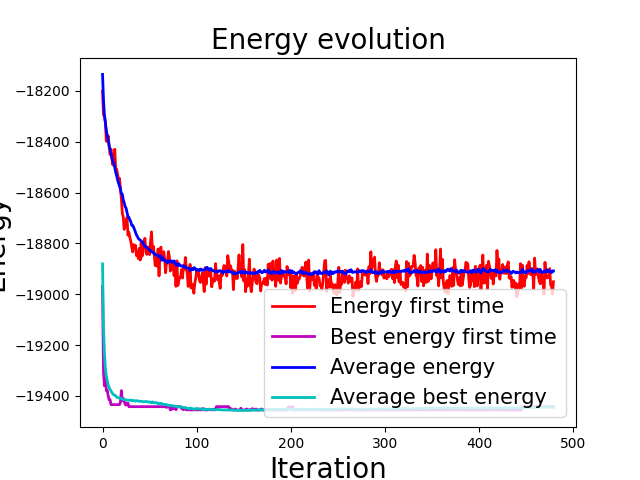 Energy evolution
Energy
−18200
−18400
−18600
−18800
−19000
−19200
−19400
Energy first time
Best energy first time
Average energy
Average best energy
0 100 200 300 400 500
Iteration